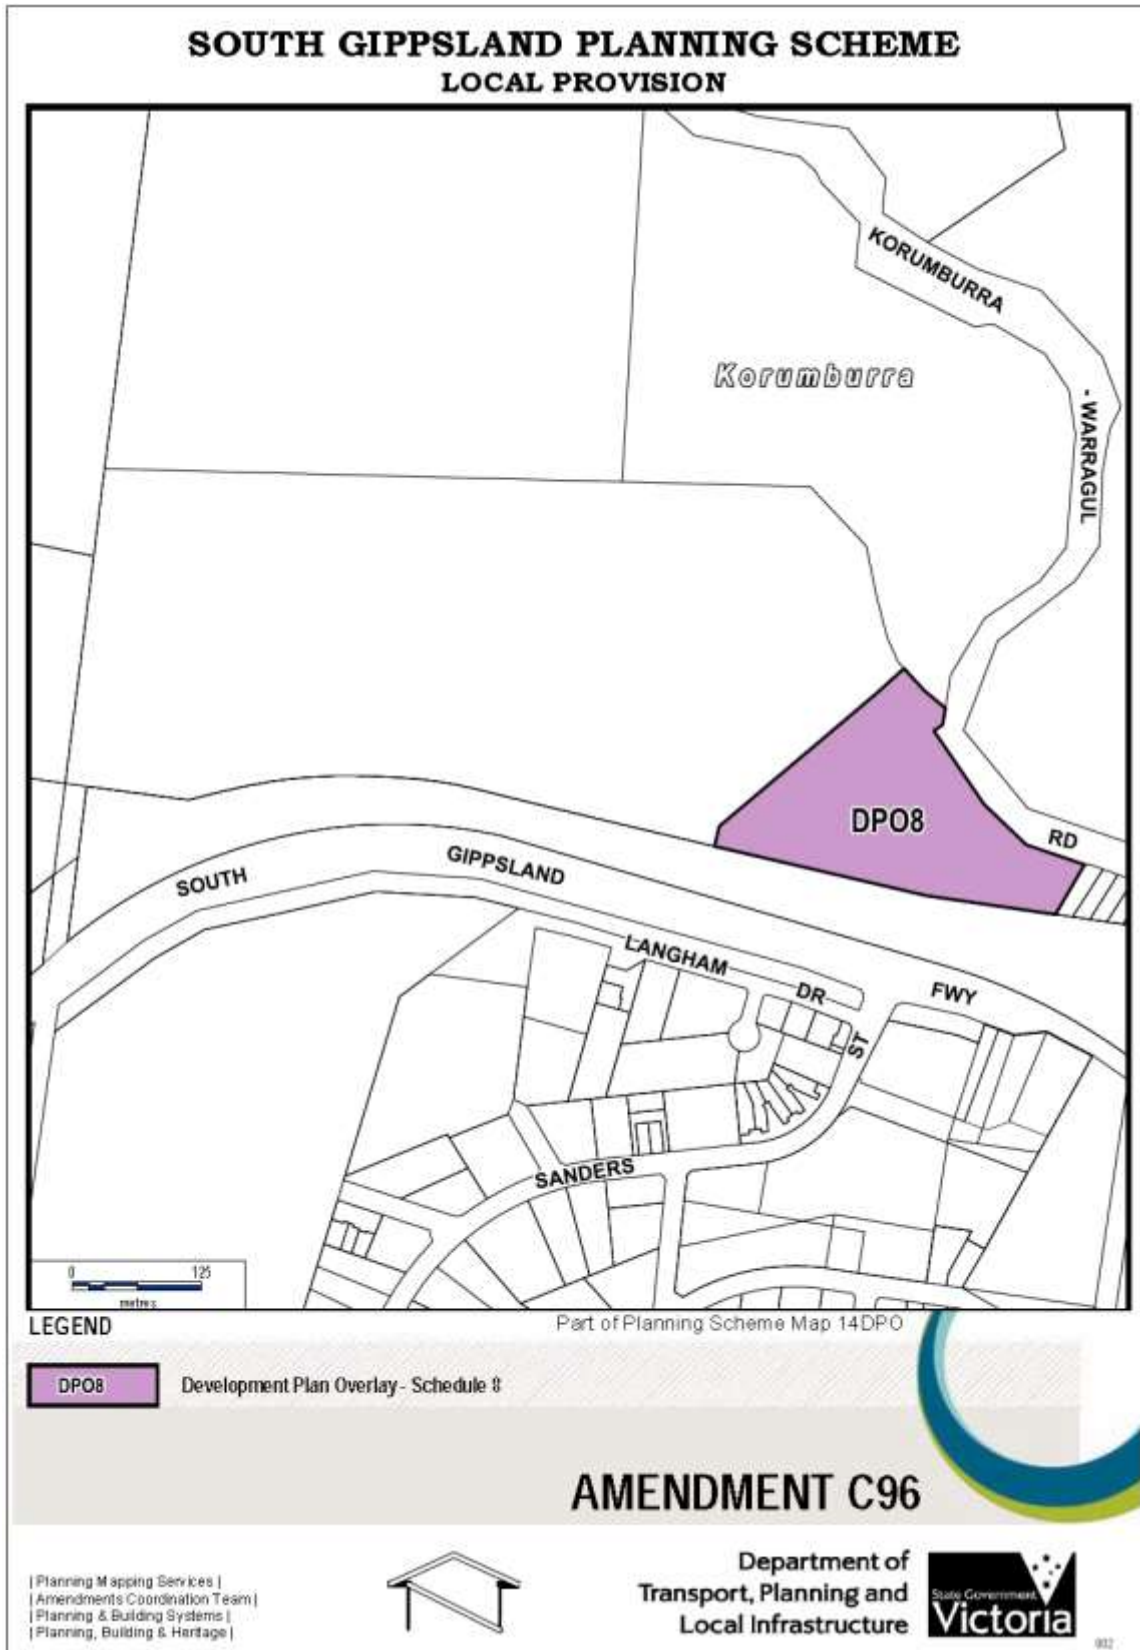 SOUTH GIPPSLAND PLANNING SCHEME
LOCAL PROVISION
KORUMBURRA
Korumburra
- WARRAGUL
DPO8
RD
SOUTH
GIPPSLAND
LANGHAM
DR
FWY
ST
SANDERS
0 125
metres
LEGEND
Part of Planning Scheme Map 14DPO
DPO8
Development Plan Overlay - Schedule 8
AMENDMENT C96
| Planning Mapping Services |
| Amendments Coordination Team |
| Planning & Building Systems |
| Planning, Building & Heritage |
Department of
Transport, Planning and
Local Infrastructure
State Government
Victoria
002